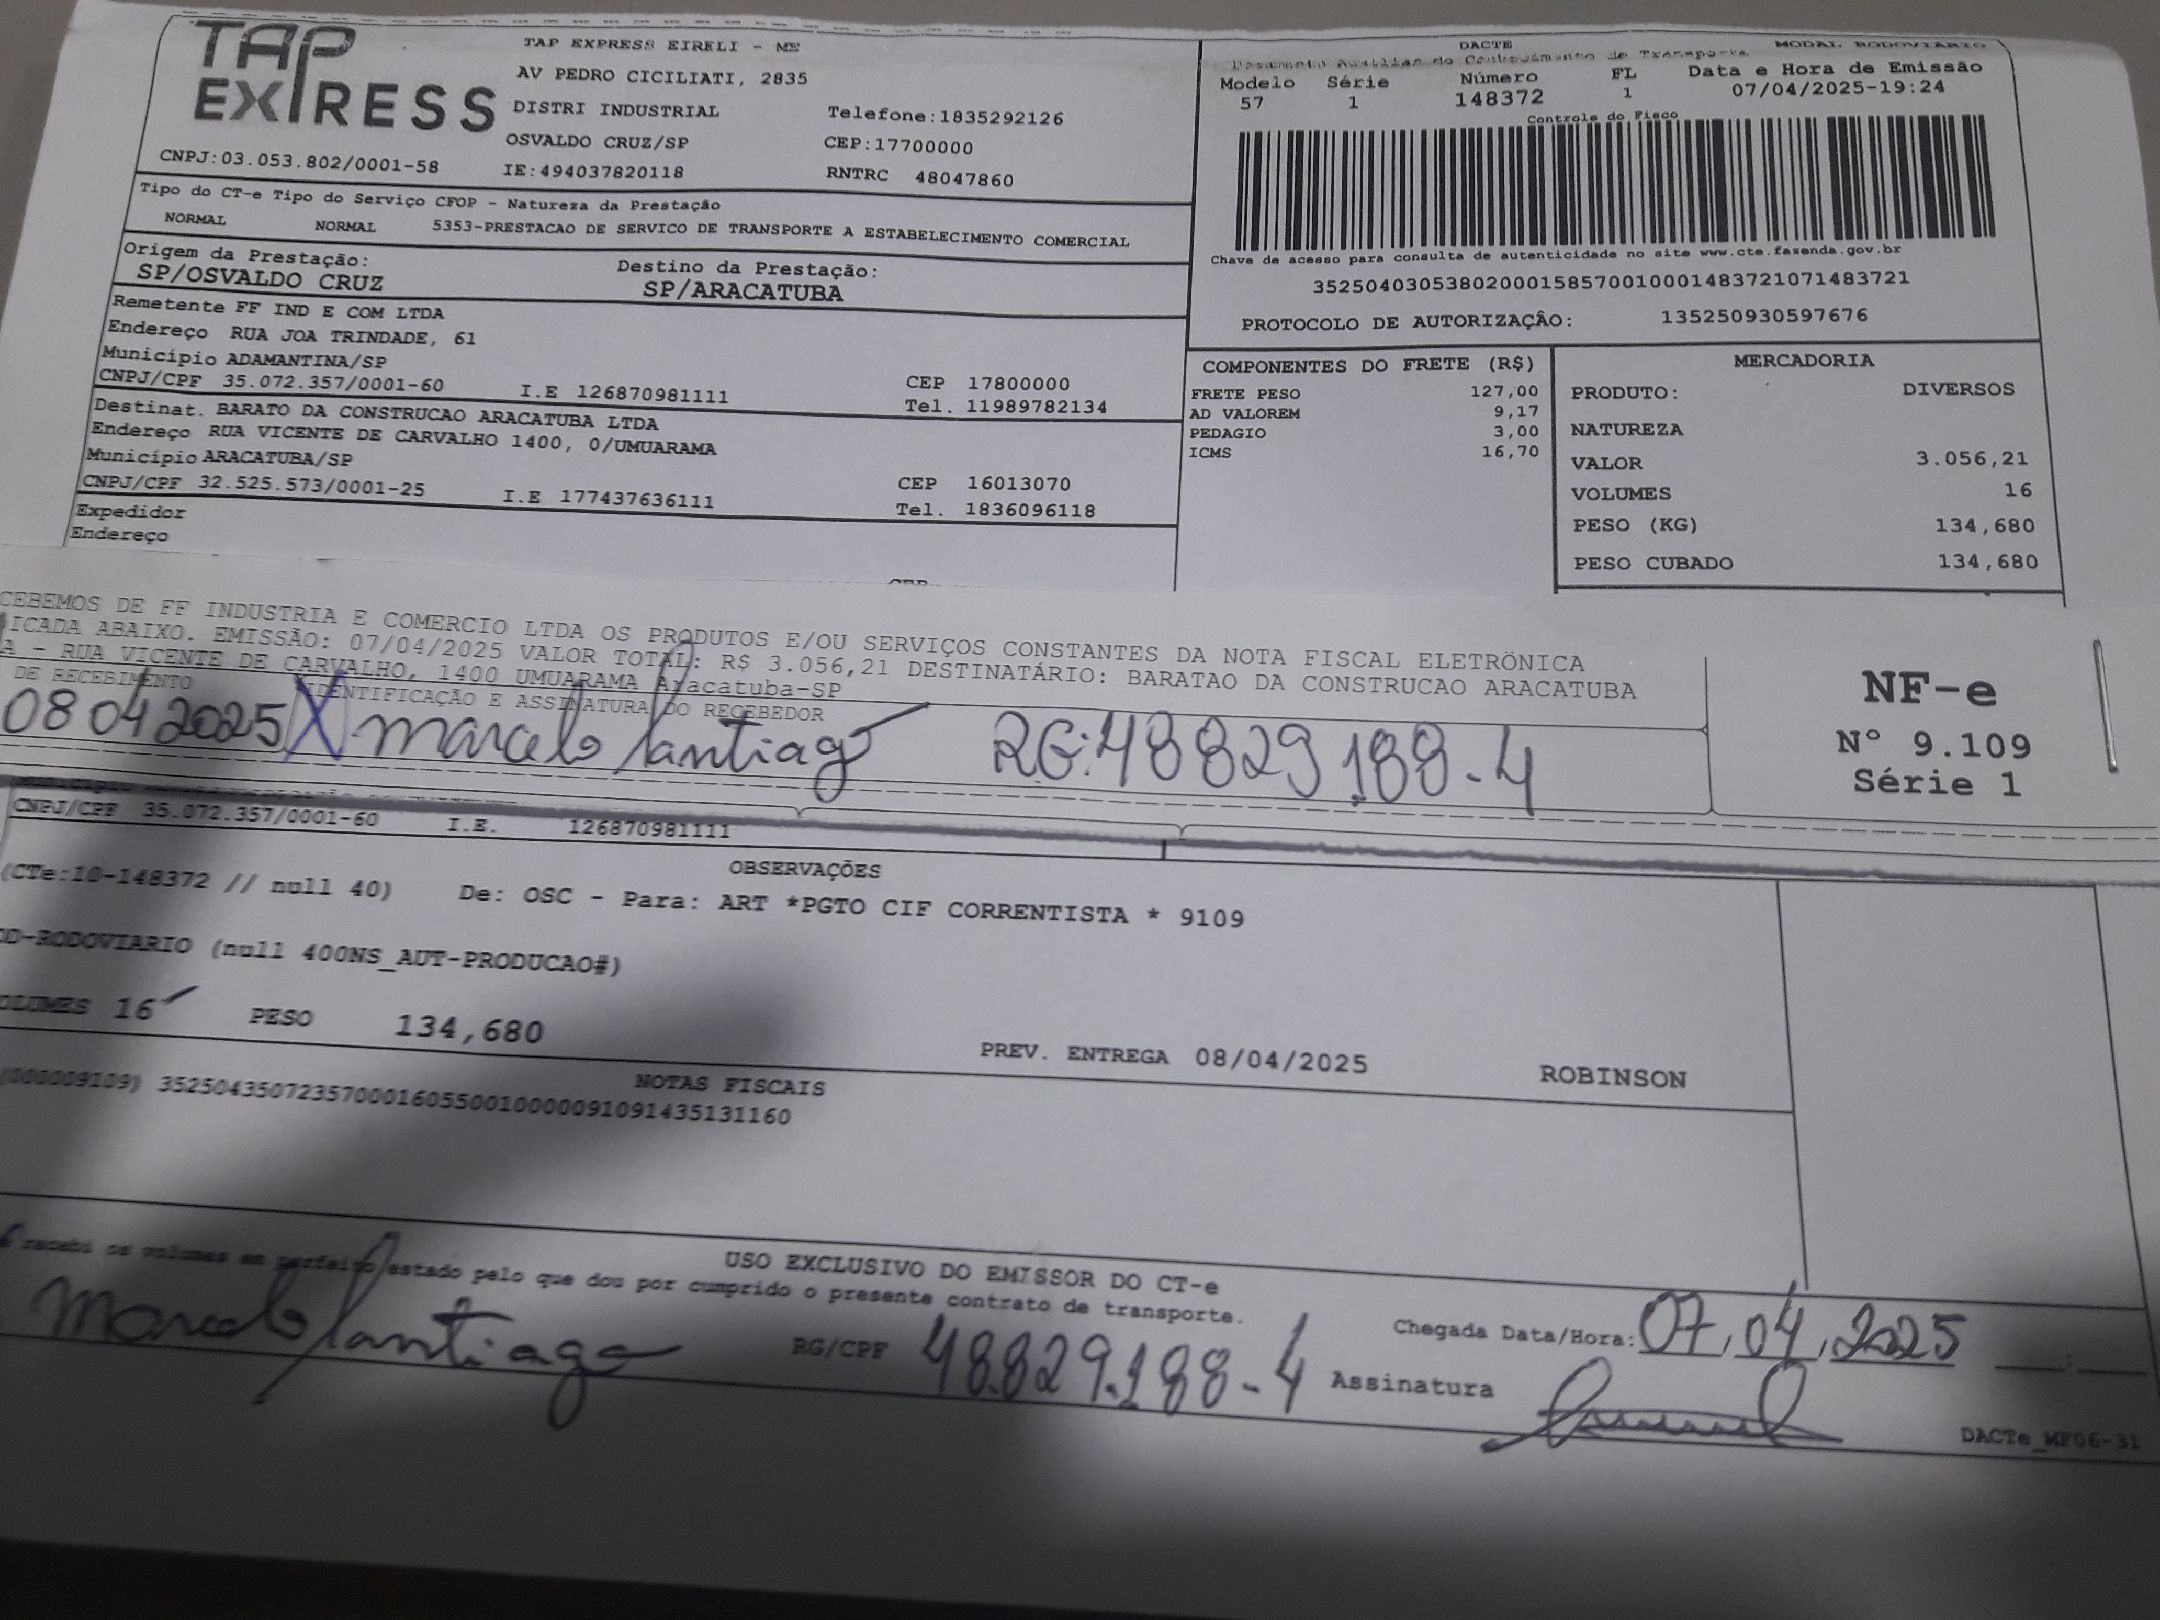 TAP EXPRESS
TAP EXPRESS EIRELI - ME
AV PEDRO CICILIATI, 2835
DISTRI INDUSTRIAL Telefone:1835292126
OSVALDO CRUZ/SP CEP:17700000
CNPJ:03.053.802/0001-58 IE:494037820118 RNTRC 48047860
DACTE MODAL RODOVIÁRIO
Documento Auxiliar do Conhecimento de Transporte
Modelo Série Número FL Data e Hora de Emissão
57 1 148372 1 07/04/2025-19:24
Controle do Fisco
Chave de acesso para consulta de autenticidade no site www.cte.fazenda.gov.br
35250403053802000158570010001483721071483721
PROTOCOLO DE AUTORIZAÇÃO: 135250930597676
Tipo do CT-e Tipo do Serviço CFOP - Natureza da Prestação
NORMAL NORMAL 5353-PRESTACAO DE SERVICO DE TRANSPORTE A ESTABELECIMENTO COMERCIAL
Origem da Prestação: Destino da Prestação:
SP/OSVALDO CRUZ SP/ARACATUBA
Remetente FF IND E COM LTDA
Endereço RUA JOA TRINDADE, 61
Município ADAMANTINA/SP CEP 17800000
CNPJ/CPF 35.072.357/0001-60 I.E 126870981111 Tel. 11989782134
Destinat. BARATO DA CONSTRUCAO ARACATUBA LTDA
Endereço RUA VICENTE DE CARVALHO 1400, 0/UMUARAMA
Município ARACATUBA/SP CEP 16013070
CNPJ/CPF 32.525.573/0001-25 I.E 177437636111 Tel. 1836096118
Expedidor
Endereço
CEP
COMPONENTES DO FRETE (R$)
FRETE PESO 127,00
AD VALOREM 9,17
PEDAGIO 3,00
ICMS 16,70
MERCADORIA
PRODUTO: DIVERSOS
NATUREZA
VALOR 3.056,21
VOLUMES 16
PESO (KG) 134,680
PESO CUBADO 134,680
CEBEMOS DE FF INDUSTRIA E COMERCIO LTDA OS PRODUTOS E/OU SERVIÇOS CONSTANTES DA NOTA FISCAL ELETRÔNICA
ICADA ABAIXO. EMISSÃO: 07/04/2025 VALOR TOTAL: R$ 3.056,21 DESTINATÁRIO: BARATAO DA CONSTRUCAO ARACATUBA
A - RUA VICENTE DE CARVALHO, 1400 UMUARAMA Aracatuba-SP
DE RECEBIMENTO IDENTIFICAÇÃO E ASSINATURA DO RECEBEDOR
08 04 2025 X Marcelo Santiago RG:48829.188-4
NF-e
N° 9.109
Série 1
CNPJ/CPF 35.072.357/0001-60 I.E. 126870981111
OBSERVAÇÕES
(CTe:10-148372 // null 40) De: OSC - Para: ART *PGTO CIF CORRENTISTA * 9109
OD-RODOVIARIO (null 400NS_AUT-PRODUCAO#)
OLUMES 16 PESO 134,680
PREV. ENTREGA 08/04/2025 ROBINSON
NOTAS FISCAIS
(000009109) 35250435072357000160550010000091091435131160
USO EXCLUSIVO DO EMISSOR DO CT-e
recebi os volumes em perfeito estado pelo que dou por cumprido o presente contrato de transporte.
Marcelo Santiago RG/CPF 48.829.188-4
Chegada Data/Hora: 07/04/2025 __:__
Assinatura
DACTe_MF06-31